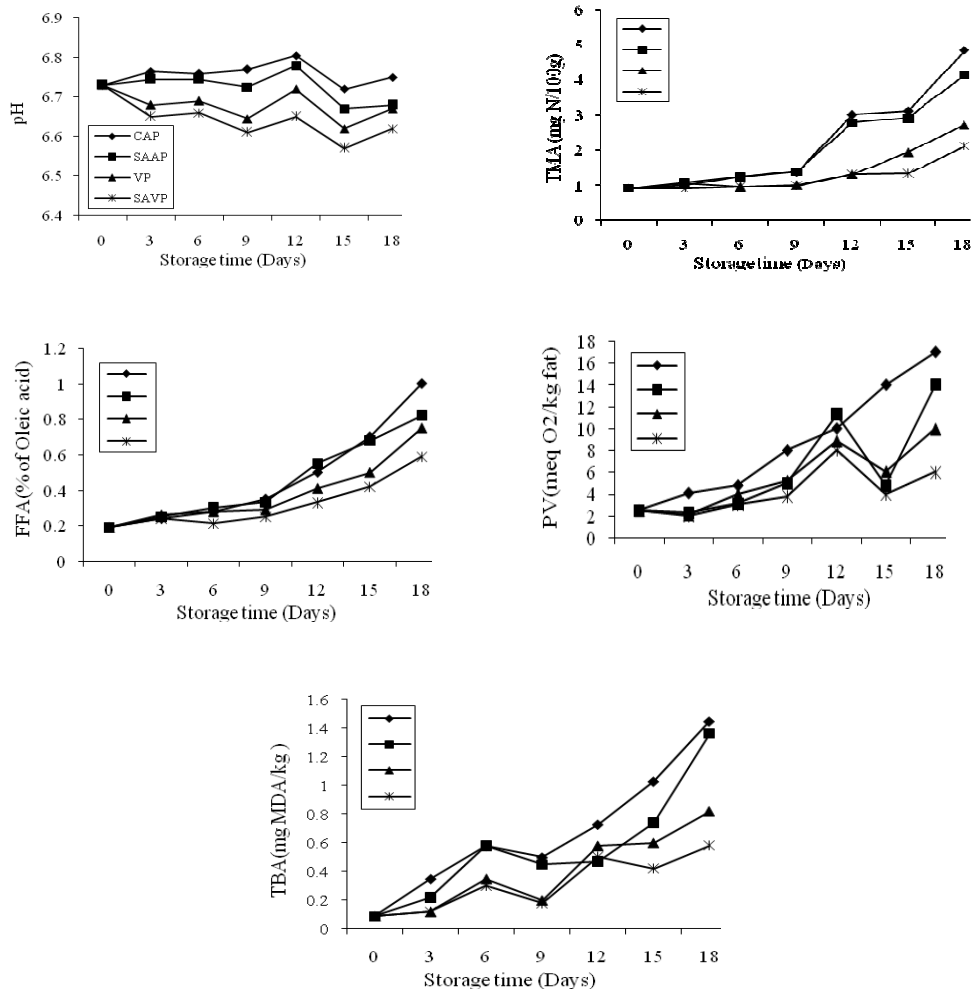 6.9
6.8
6.7
6.6
6.5
6.4
pH
CAP
SAAP
VP
SAVP
0 3 6 9 12 15 18
Storage time (Days)
6
5
4
3
2
1
0
TMA(mg N/100g)
0 3 6 9 12 15 18
Storage time (Days)
1.2
1
0.8
0.6
0.4
0.2
0
FFA(% of Oleic acid)
0 3 6 9 12 15 18
Storage time (Days)
18
16
14
12
10
8
6
4
2
0
PV(meq O2/kg fat)
0 3 6 9 12 15 18
Storage time (Days)
1.6
1.4
1.2
1
0.8
0.6
0.4
0.2
0
TBA(mg MDA/kg)
0 3 6 9 12 15 18
Storage time (Days)